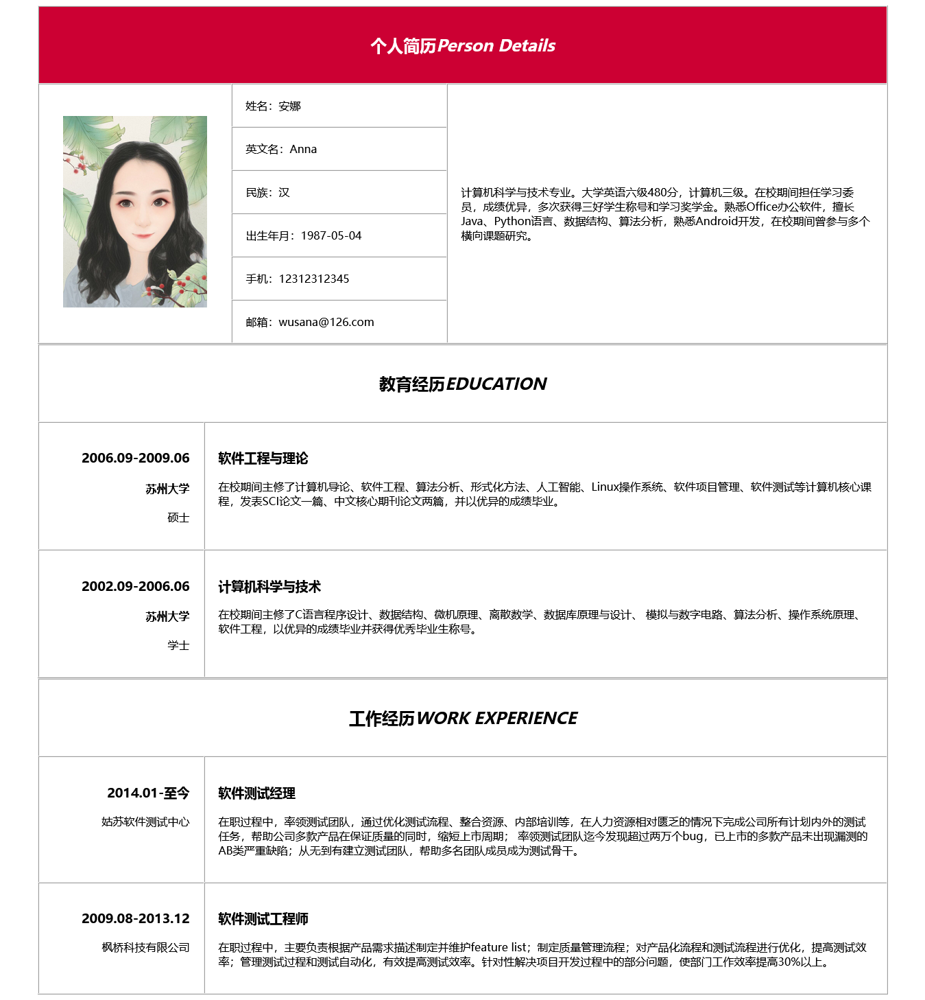 个人简历Person Details
姓名：安娜
英文名：Anna
民族：汉
出生年月：1987-05-04
手机：12312312345
邮箱：wusana@126.com
计算机科学与技术专业。大学英语六级480分，计算机三级。在校期间担任学习委
员，成绩优异，多次获得三好学生称号和学习奖学金。熟悉Office办公软件，擅长
Java、Python语言、数据结构、算法分析，熟悉Android开发，在校期间曾参与多个
横向课题研究。
教育经历EDUCATION
2006.09-2009.06
苏州大学
硕士
软件工程与理论
在校期间主修了计算机导论、软件工程、算法分析、形式化方法、人工智能、Linux操作系统、软件项目管理、软件测试等计算机核心课
程，发表SCI论文一篇、中文核心期刊论文两篇，并以优异的成绩毕业。
2002.09-2006.06
苏州大学
学士
计算机科学与技术
在校期间主修了C语言程序设计、数据结构、微机原理、离散数学、数据库原理与设计、 模拟与数字电路、算法分析、操作系统原理、
软件工程，以优异的成绩毕业并获得优秀毕业生称号。
工作经历WORK EXPERIENCE
2014.01-至今
姑苏软件测试中心
软件测试经理
在职过程中，率领测试团队，通过优化测试流程、整合资源、内部培训等，在人力资源相对匮乏的情况下完成公司所有计划内外的测试
任务，帮助公司多款产品在保证质量的同时，缩短上市周期； 率领测试团队迄今发现超过两万个bug，已上市的多款产品未出现漏测的
AB类严重缺陷；从无到有建立测试团队，帮助多名团队成员成为测试骨干。
2009.08-2013.12
枫桥科技有限公司
软件测试工程师
在职过程中，主要负责根据产品需求描述制定并维护feature list；制定质量管理流程；对产品化流程和测试流程进行优化，提高测试效
率；管理测试过程和测试自动化，有效提高测试效率。针对性解决项目开发过程中的部分问题，使部门工作效率提高30%以上。